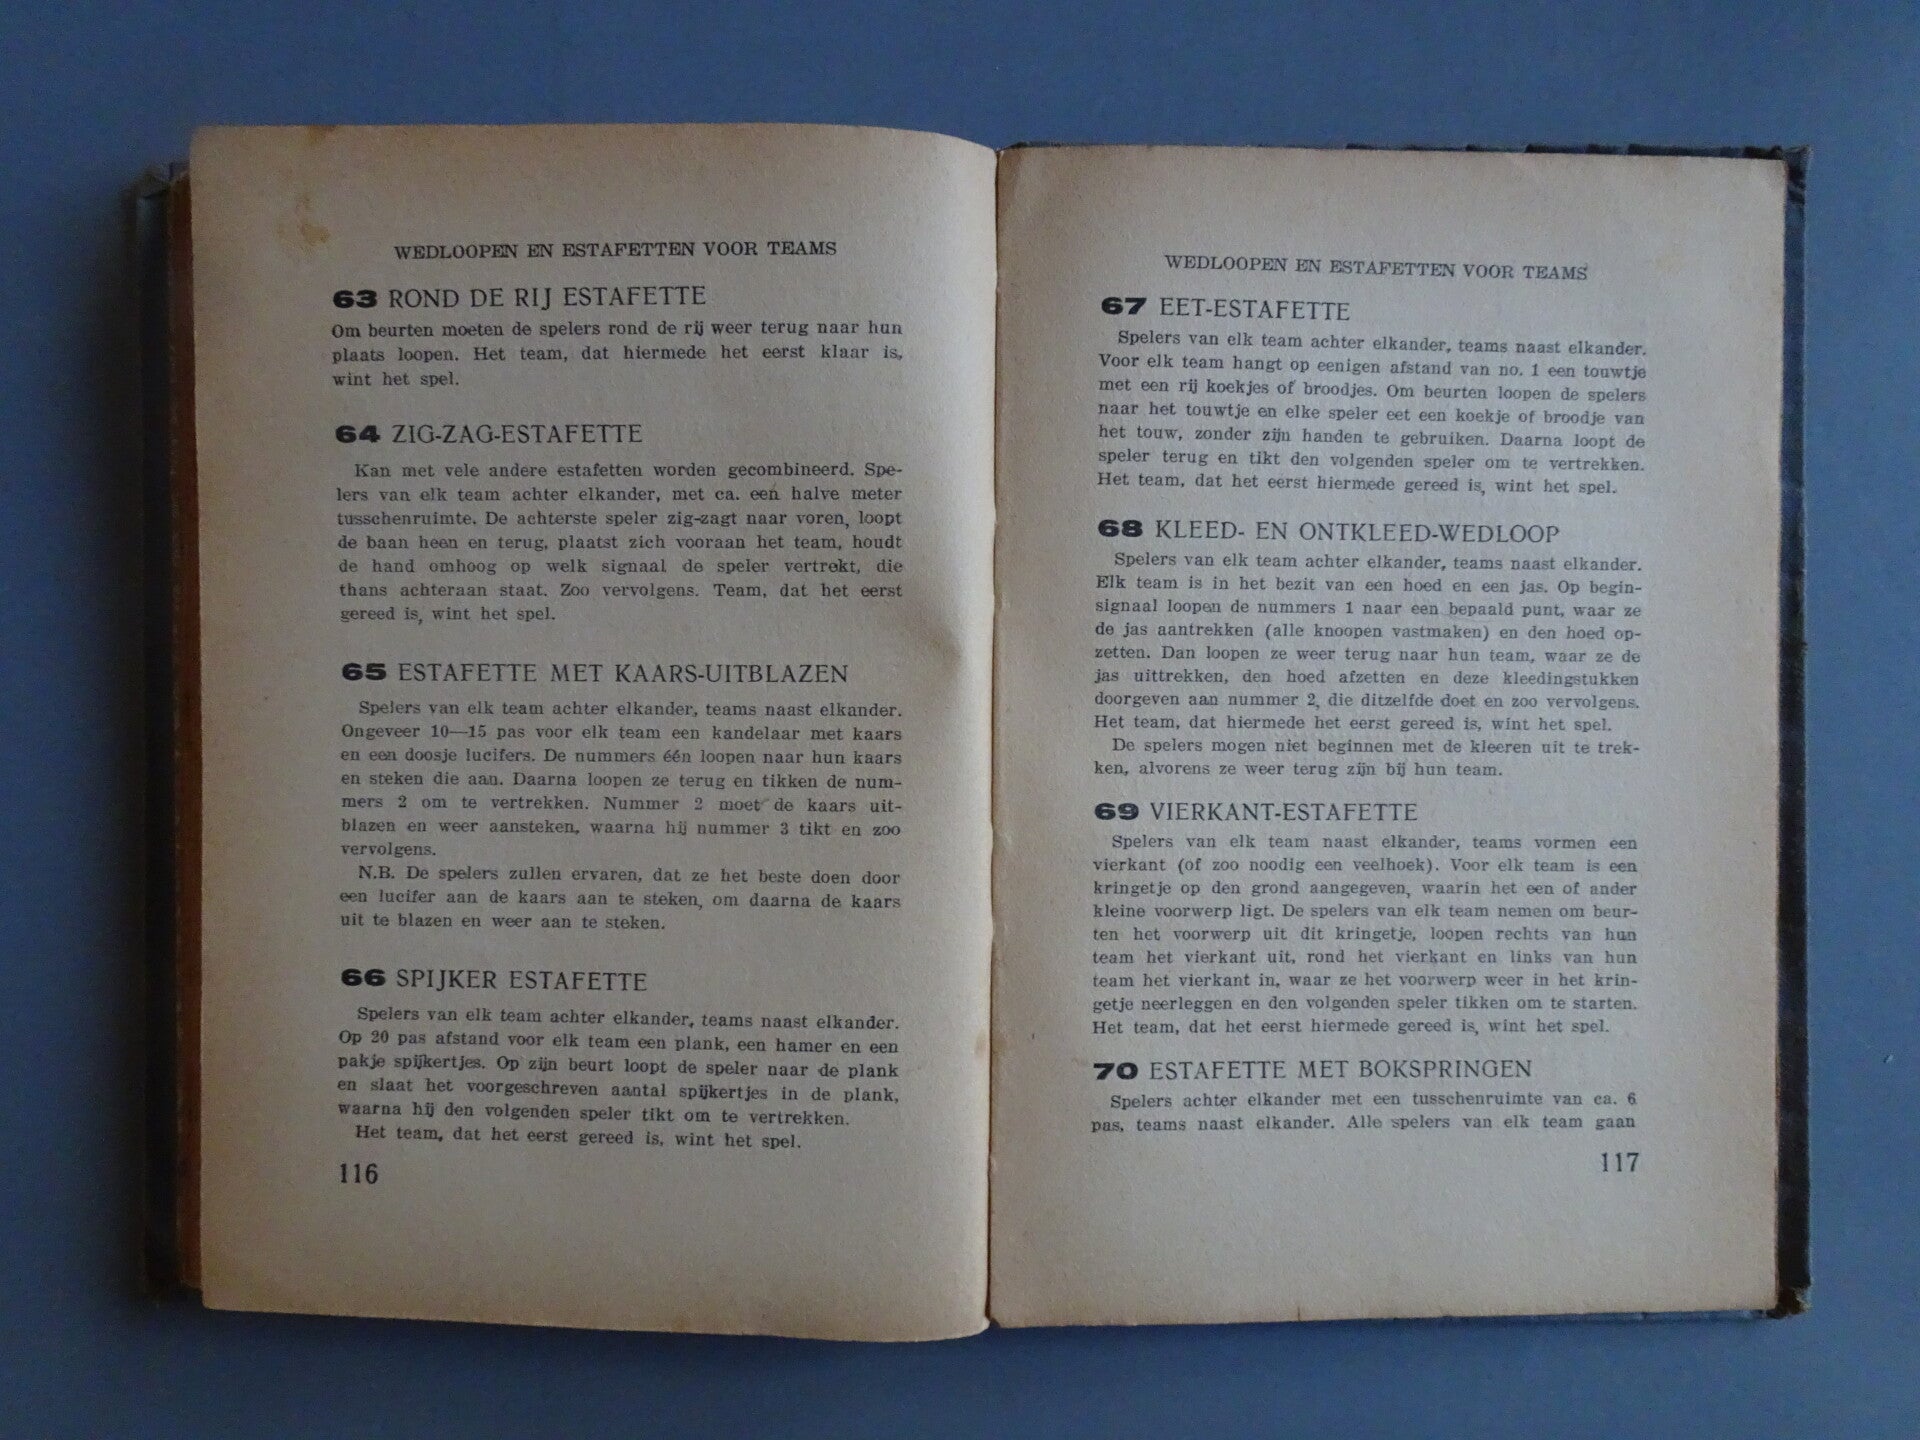 WEDLOOPEN EN ESTAFETTEN VOOR TEAMS
63 ROND DE RIJ ESTAFETTE
Om beurten moeten de spelers rond de rij weer terug naar hun
plaats loopen. Het team, dat hiermede het eerst klaar is,
wint het spel.
64 ZIG-ZAG-ESTAFETTE
Kan met vele andere estafetten worden gecombineerd. Spe-
lers van elk team achter elkander, met ca. een halve meter
tusschenruimte. De achterste speler zig-zagt naar voren, loopt
de baan heen en terug, plaatst zich vooraan het team, houdt
de hand omhoog op welk signaal de speler vertrekt, die
thans achteraan staat. Zoo vervolgens. Team, dat het eerst
gereed is, wint het spel.
65 ESTAFETTE MET KAARS-UITBLAZEN
Spelers van elk team achter elkander, teams naast elkander.
Ongeveer 10—15 pas voor elk team een kandelaar met kaars
en een doosje lucifers. De nummers één loopen naar hun kaars
en steken die aan. Daarna loopen ze terug en tikken de num-
mers 2 om te vertrekken. Nummer 2 moet de kaars uit-
blazen en weer aansteken, waarna hij nummer 3 tikt en zoo
vervolgens.
N.B. De spelers zullen ervaren, dat ze het beste doen door
een lucifer aan de kaars aan te steken, om daarna de kaars
uit te blazen en weer aan te steken.
66 SPIJKER ESTAFETTE
Spelers van elk team achter elkander, teams naast elkander.
Op 20 pas afstand voor elk team een plank, een hamer en een
pakje spijkertjes. Op zijn beurt loopt de speler naar de plank
en slaat het voorgeschreven aantal spijkertjes in de plank,
waarna hij den volgenden speler tikt om te vertrekken.
Het team, dat het eerst gereed is, wint het spel.
116
WEDLOOPEN EN ESTAFETTEN VOOR TEAMS
67 EET-ESTAFETTE
Spelers van elk team achter elkander, teams naast elkander.
Voor elk team hangt op eenigen afstand van no. 1 een touwtje
met een rij koekjes of broodjes. Om beurten loopen de spelers
naar het touwtje en elke speler eet een koekje of broodje van
het touw, zonder zijn handen te gebruiken. Daarna loopt de
speler terug en tikt den volgenden speler om te vertrekken.
Het team, dat het eerst hiermede gereed is, wint het spel.
68 KLEED- EN ONTKLEED-WEDLOOP
Spelers van elk team achter elkander, teams naast elkander.
Elk team is in het bezit van een hoed en een jas. Op begin-
signaal loopen de nummers 1 naar een bepaald punt, waar ze
de jas aantrekken (alle knoopen vastmaken) en den hoed op-
zetten. Dan loopen ze weer terug naar hun team, waar ze de
jas uittrekken, den hoed afzetten en deze kleedingstukken
doorgeven aan nummer 2, die ditzelfde doet en zoo vervolgens.
Het team, dat hiermede het eerst gereed is, wint het spel.
De spelers mogen niet beginnen met de kleeren uit te trek-
ken, alvorens ze weer terug zijn bij hun team.
69 VIERKANT-ESTAFETTE
Spelers van elk team naast elkander, teams vormen een
vierkant (of zoo noodig een veelhoek). Voor elk team is een
kringetje op den grond aangegeven, waarin het een of ander
kleine voorwerp ligt. De spelers van elk team nemen om beur-
ten het voorwerp uit dit kringetje, loopen rechts van hun
team het vierkant uit, rond het vierkant en links van hun
team het vierkant in, waar ze het voorwerp weer in het krin-
getje neerleggen en den volgenden speler tikken om te starten.
Het team, dat het eerst hiermede gereed is, wint het spel.
70 ESTAFETTE MET BOKSPRINGEN
Spelers achter elkander met een tusschenruimte van ca. 6
pas, teams naast elkander. Alle spelers van elk team gaan
117